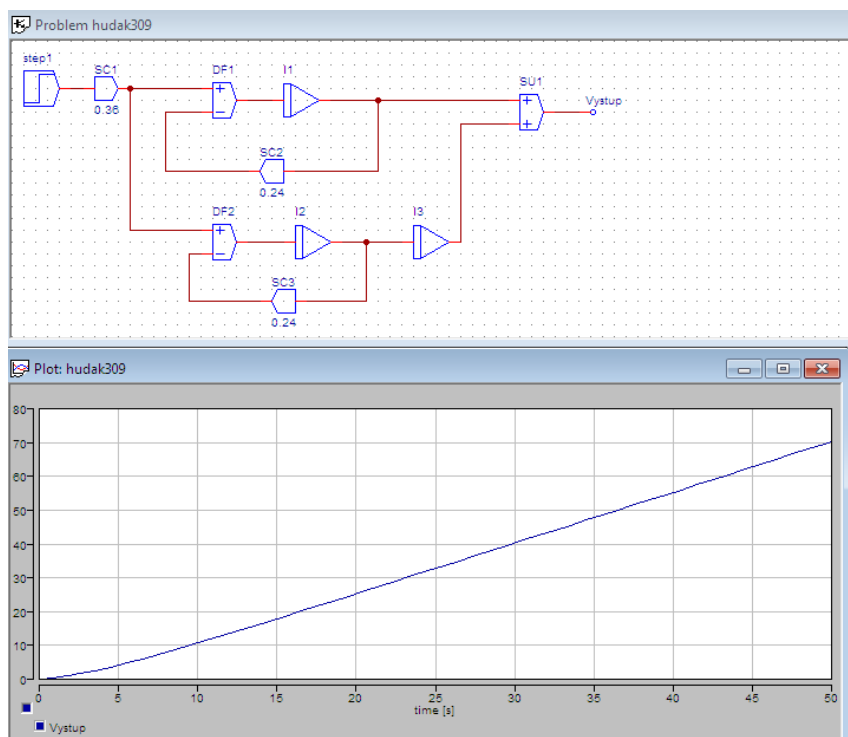 Problem hudak309
step1
SC1
0.36
DF1
I1
SU1
Vystup
SC2
0.24
DF2
I2
I3
SC3
0.24
Plot: hudak309
80
70
60
50
40
30
20
10
0
0 5 10 15 20 25 30 35 40 45 50
time [s]
Vystup